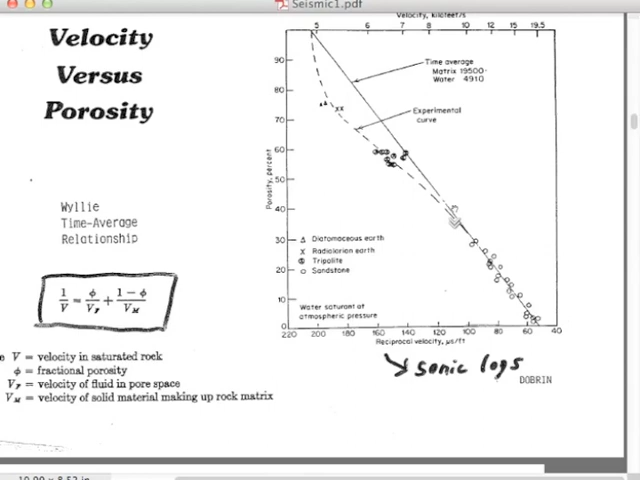 Seismic1.pdf
Velocity
Versus
Porosity
Wyllie
Time-Average
Relationship
1/V = φ/V_F + 1-φ/V_M
e V = velocity in saturated rock
φ = fractional porosity
V_F = velocity of fluid in pore space
V_M = velocity of solid material making up rock matrix
Velocity, kilofeet/s
5 6 7 8 10 12 15 19.5
Time average
Matrix 19500-
Water 4910
Experimental
curve
Porosity, percent
90
80
70
60
50
40
30
20
10
Δ Diatomaceous earth
x Radiolarian earth
Tripolite
o Sandstone
Water saturant at
atmospheric pressure
220 200 180 160 140 120 100 80 60 40
Reciprocal velocity, μs/ft
sonic logs
DOBRIN